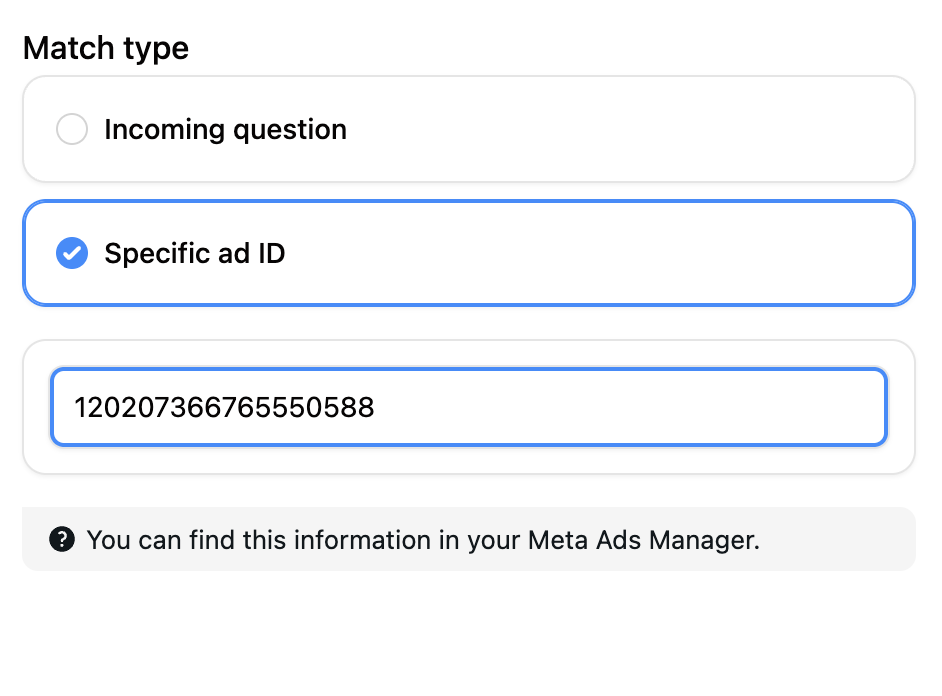 Match type
Incoming question
Specific ad ID
120207366765550588
You can find this information in your Meta Ads Manager.